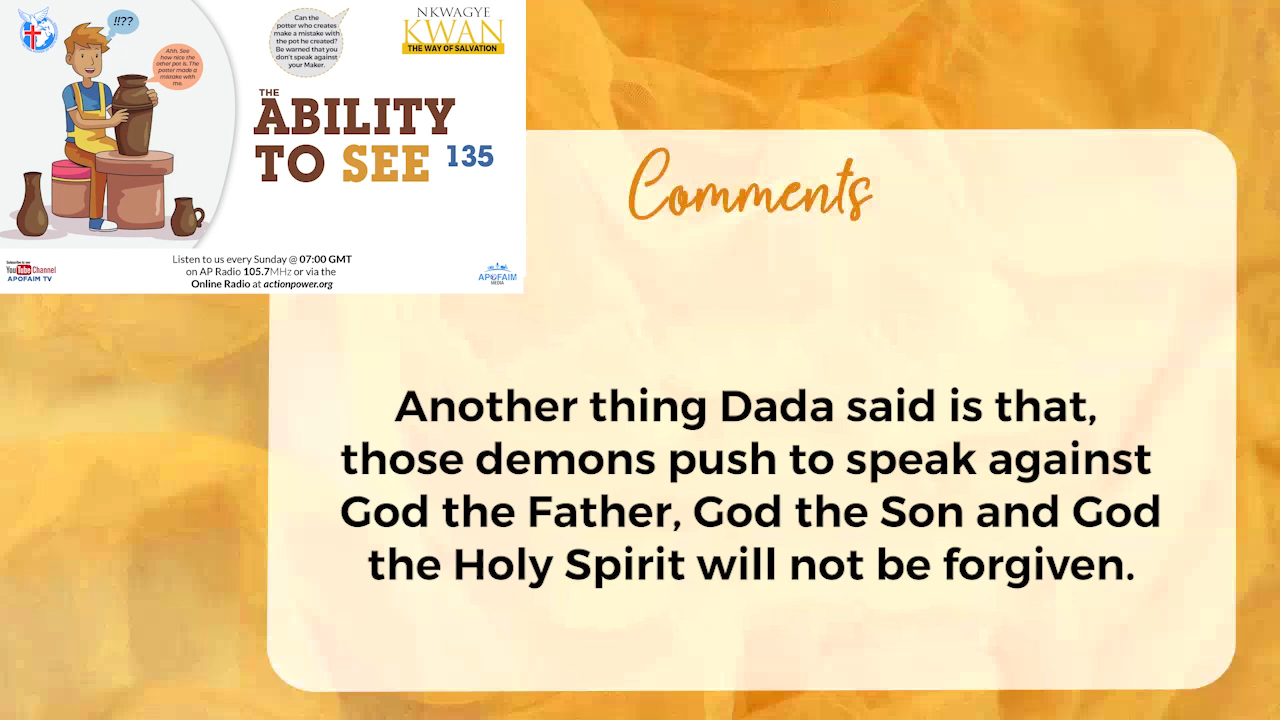 !!??
Ahh. See
how nice the
other pot is. The
potter made a
mistake with
me.
Can the
potter who creates
make a mistake with
the pot he created?
Be warned that you
don't speak against
your Maker.
NKWAGYE
KWAN
THE WAY OF SALVATION
THE
ABILITY
TO SEE 135
Listen to us every Sunday @ 07:00 GMT
on AP Radio 105.7MHz or via the
Online Radio at actionpower.org
Subscribe to our
YouTube Channel
APOFAIM TV
APOFAIM
MEDIA
Comments
Another thing Dada said is that,
those demons push to speak against
God the Father, God the Son and God
the Holy Spirit will not be forgiven.